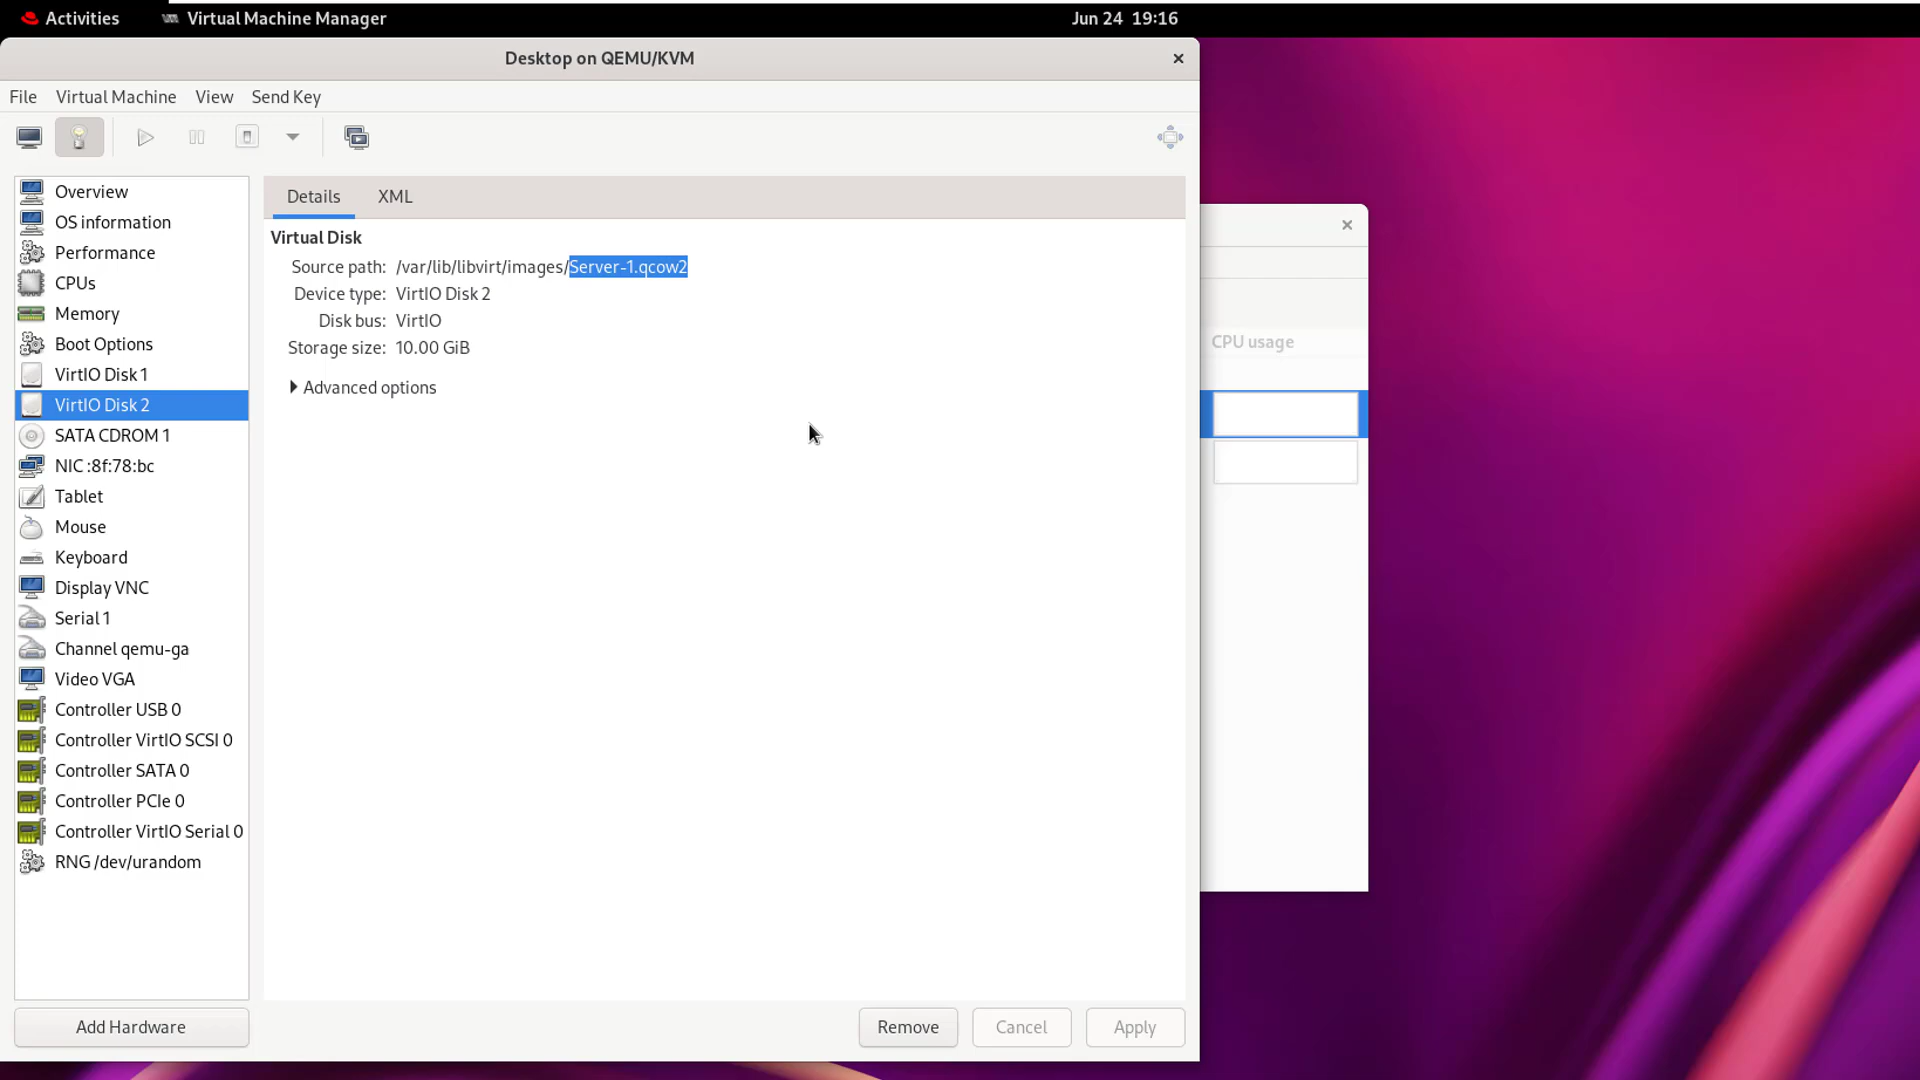 Activities
Virtual Machine Manager
Jun 24 19:16
Desktop on QEMU/KVM
File
Virtual Machine
View
Send Key
Overview
OS information
Performance
CPUs
Memory
Boot Options
VirtIO Disk 1
VirtIO Disk 2
SATA CDROM 1
NIC :8f:78:bc
Tablet
Mouse
Keyboard
Display VNC
Serial 1
Channel qemu-ga
Video VGA
Controller USB 0
Controller VirtIO SCSI 0
Controller SATA 0
Controller PCIe 0
Controller VirtIO Serial 0
RNG /dev/urandom
Add Hardware
Details
XML
Virtual Disk
Source path: /var/lib/libvirt/images/Server-1.qcow2
Device type: VirtIO Disk 2
Disk bus: VirtIO
Storage size: 10.00 GiB
Advanced options
Remove
Cancel
Apply
CPU usage